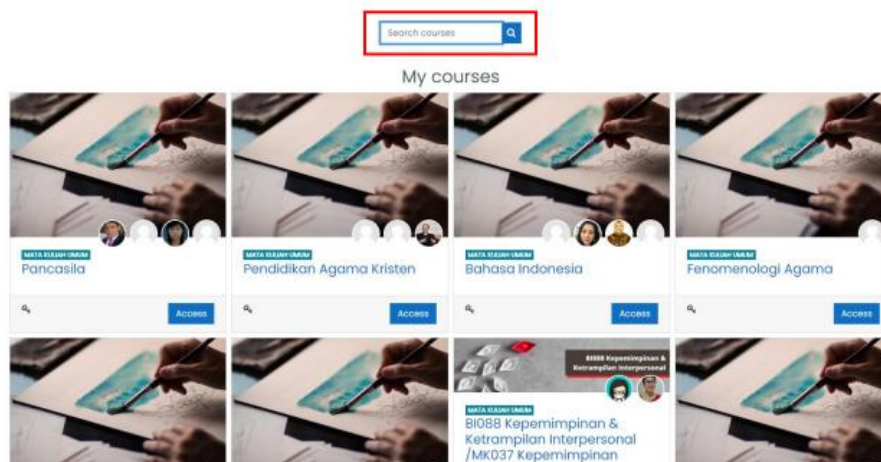 Search courses
My courses
MATA KULIAH UMUM
Pancasila
Access
MATA KULIAH UMUM
Pendidikan Agama Kristen
Access
MATA KULIAH UMUM
Bahasa Indonesia
Access
MATA KULIAH UMUM
Fenomenologi Agama
Access
BI088 Kepemimpinan &
Ketrampilan Interpersonal
MATA KULIAH UMUM
BI088 Kepemimpinan &
Ketrampilan Interpersonal
/MK037 Kepemimpinan